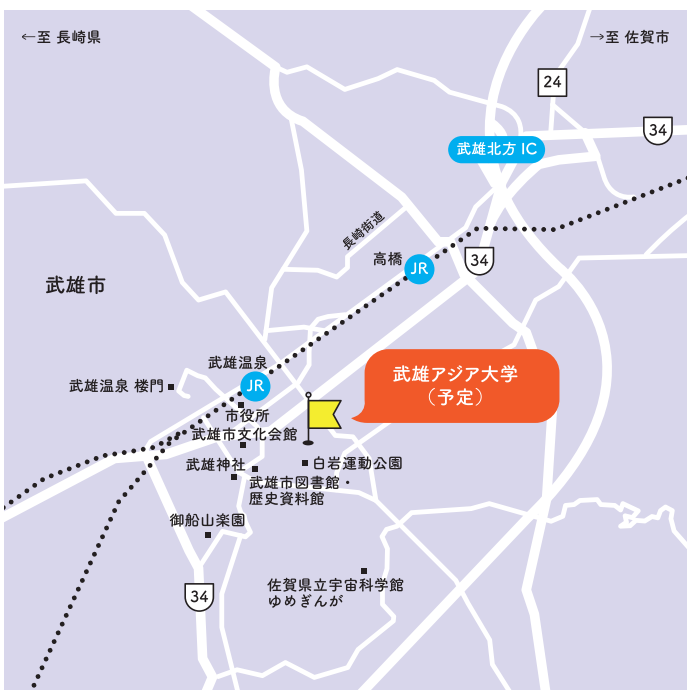 ←至 長崎県
→至 佐賀市
24
34
武雄北方 IC
長崎街道
高橋
JR
34
武雄市
武雄温泉
JR
武雄温泉 楼門
武雄アジア大学
（予定）
市役所
武雄市文化会館
武雄神社
白岩運動公園
武雄市図書館・
歴史資料館
御船山楽園
佐賀県立宇宙科学館
ゆめぎんが
34